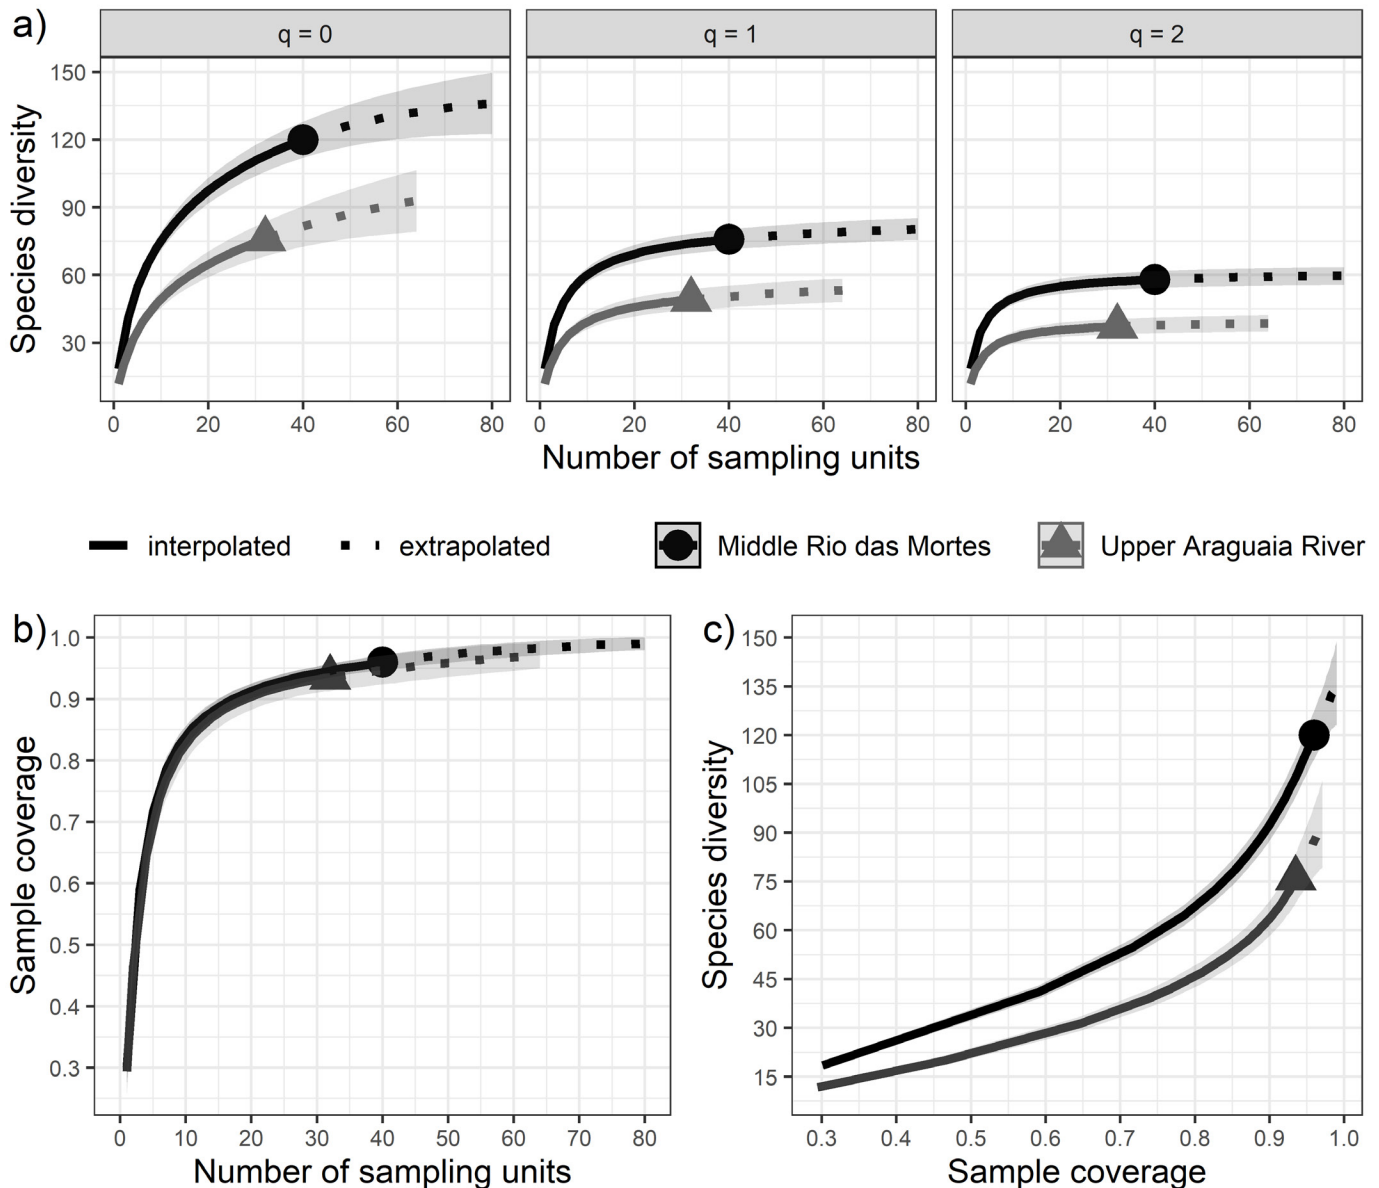 a)
q = 0
q = 1
q = 2
Species diversity
150
120
90
60
30
0 20 40 60 80
0 20 40 60 80
0 20 40 60 80
Number of sampling units
interpolated
extrapolated
Middle Rio das Mortes
Upper Araguaia River
b)
Sample coverage
1.0
0.9
0.8
0.7
0.6
0.5
0.4
0.3
0 10 20 30 40 50 60 70 80
Number of sampling units
c)
Species diversity
150
135
120
105
90
75
60
45
30
15
0.3 0.4 0.5 0.6 0.7 0.8 0.9 1.0
Sample coverage